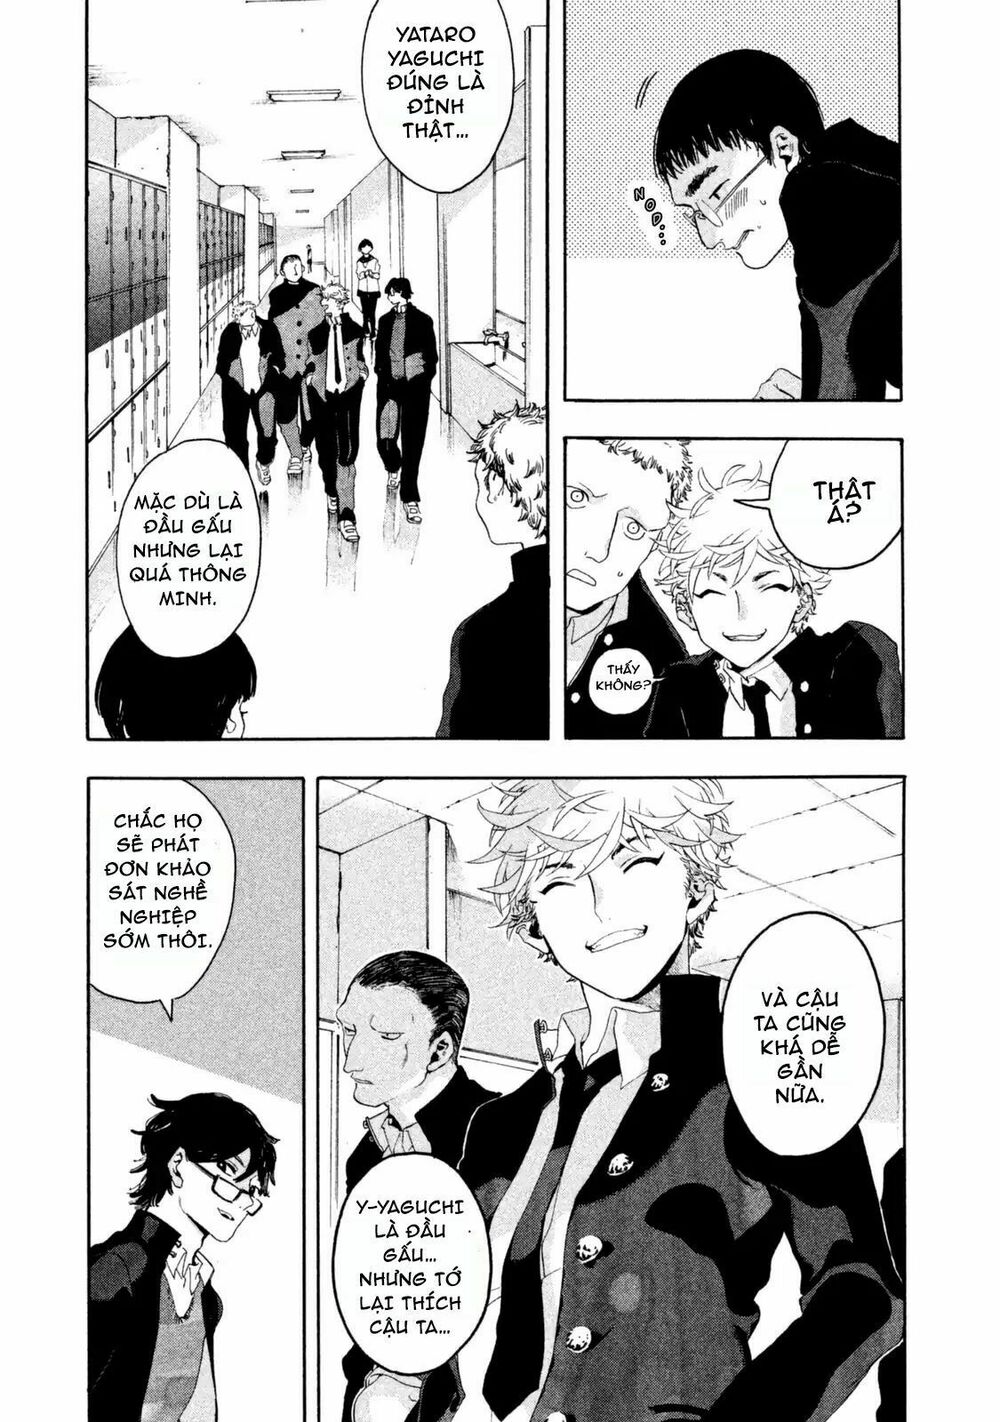 YATARO
YAGUCHI
ĐÚNG LÀ
ĐỈNH
THẬT...
MẶC DÙ LÀ
ĐẦU GẤU
NHƯNG LẠI
QUÁ THÔNG
MINH.
NOD...
THẬT
Á?
THẤY
KHÔNG?
CHẮC HỌ
SẼ PHÁT
ĐƠN KHẢO
SÁT NGHỀ
NGHIỆP
SỚM THÔI.
VÀ CẬU
TA CŨNG
KHÁ DỄ
GẦN
NỮA.
Y-YAGUCHI
LÀ ĐẦU
GẤU...
NHƯNG TỚ
LẠI THÍCH
CẬU TA...